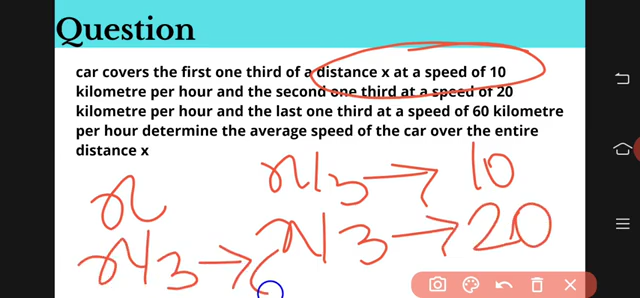 Question
car covers the first one third of a distance x at a speed of 10
kilometre per hour and the second one third at a speed of 20
kilometre per hour and the last one third at a speed of 60 kilometre
per hour determine the average speed of the car over the entire
distance x
x/3 → 10
x
x/3 → 20
x/3 →